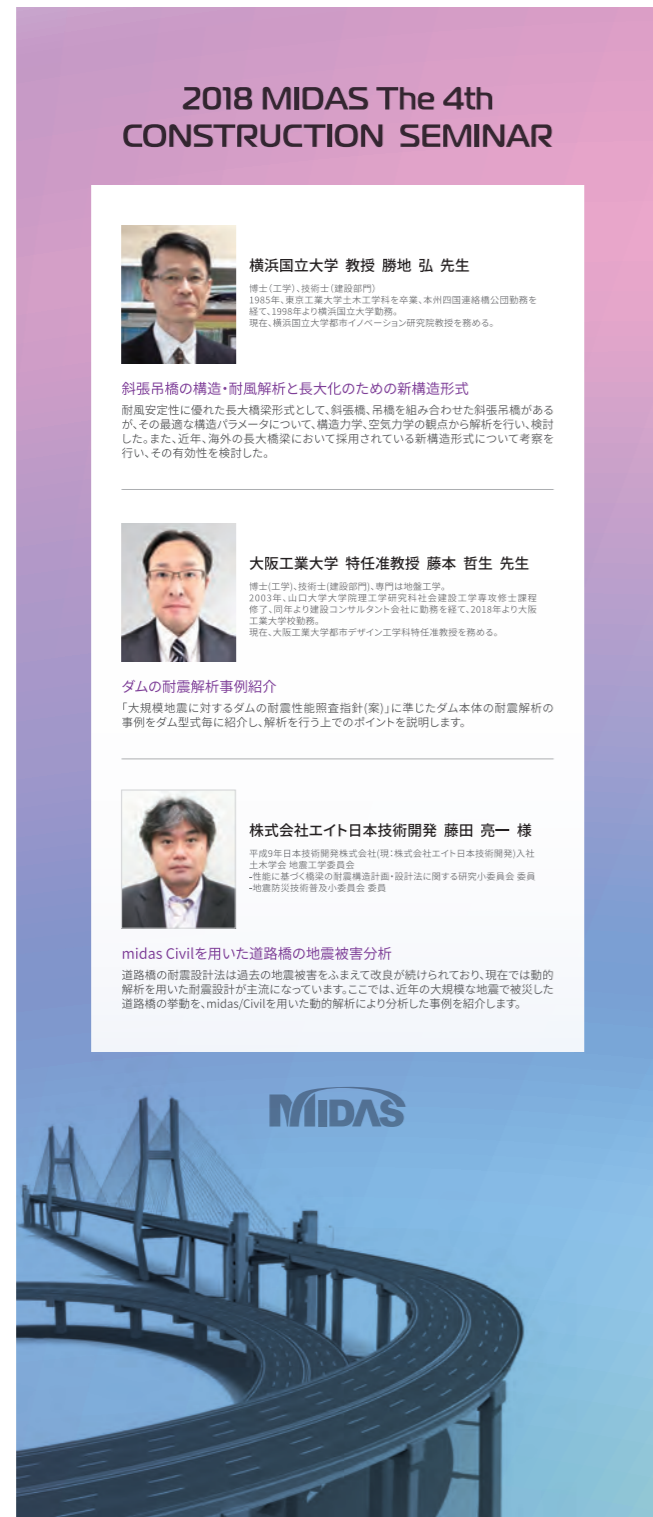 2018 MIDAS The 4th
CONSTRUCTION SEMINAR
横浜国立大学 教授 勝地 弘 先生
博士(工学)、技術士(建設部門)
1985年、東京工業大学土木工学科を卒業、本州四国連絡橋公団勤務を
経て、1998年より横浜国立大学勤務。
現在、横浜国立大学都市イノベーション研究院教授を務める。
斜張吊橋の構造・耐風解析と長大化のための新構造形式
耐風安定性に優れた長大橋梁形式として、斜張橋、吊橋を組み合わせた斜張吊橋がある
が、その最適な構造パラメータについて、構造力学、空気力学の観点から解析を行い、検討
した。また、近年、海外の長大橋梁において採用されている新構造形式について考察を
行い、その有効性を検討した。
大阪工業大学 特任准教授 藤本 哲生 先生
博士(工学)、技術士(建設部門)、専門は地盤工学。
2003年、山口大学大学院理工学研究科社会建設工学専攻修士課程
修了、同年より建設コンサルタント会社に勤務を経て、2018年より大阪
工業大学校勤務。
現在、大阪工業大学都市デザイン工学科特任准教授を務める。
ダムの耐震解析事例紹介
「大規模地震に対するダムの耐震性能照査指針(案)」に準じたダム本体の耐震解析の
事例をダム型式毎に紹介し、解析を行う上でのポイントを説明します。
株式会社エイト日本技術開発 藤田 亮一 様
平成9年日本技術開発株式会社(現:株式会社エイト日本技術開発)入社
土木学会 地震工学委員会
-性能に基づく橋梁の耐震構造計画・設計法に関する研究小委員会 委員
-地震防災技術普及小委員会 委員
midas Civilを用いた道路橋の地震被害分析
道路橋の耐震設計法は過去の地震被害をふまえて改良が続けられており、現在では動的
解析を用いた耐震設計が主流になっています。ここでは、近年の大規模な地震で被災した
道路橋の挙動を、midas/Civilを用いた動的解析により分析した事例を紹介します。
MIDAS